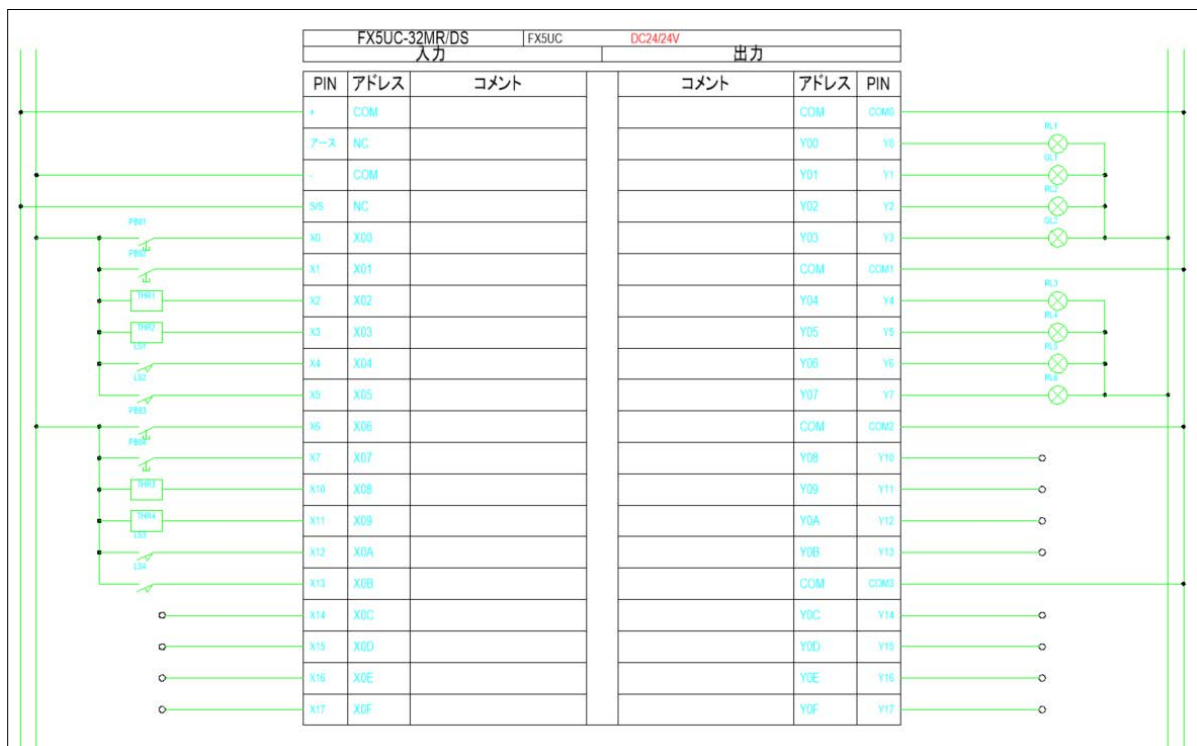 FX5UC-32MR/DS FX5UC DC24/24V
入力 出力
PIN アドレス コメント コメント アドレス PIN
+ COM COM COM0
RL1
アース NC Y00 Y0
GL1
- COM Y01 Y1
RL2
S/S NC Y02 Y2
GL2
PB01
X0 X00 Y03 Y3
PB02
X1 X01 COM COM1
THR1 X2 X02 Y04 Y4 RL3
THR2 X3 X03 Y05 Y5 RL4
LS1
X4 X04 Y06 Y6 RL5
LS2
X5 X05 Y07 Y7 RL6
PB03
X6 X06 COM COM2
PB04
X7 X07 Y08 Y10
THR3 X10 X08 Y09 Y11
THR4 X11 X09 Y0A Y12
LS3
X12 X0A Y0B Y13
LS4
X13 X0B COM COM3
X14 X0C Y0C Y14
X15 X0D Y0D Y15
X16 X0E Y0E Y16
X17 X0F Y0F Y17